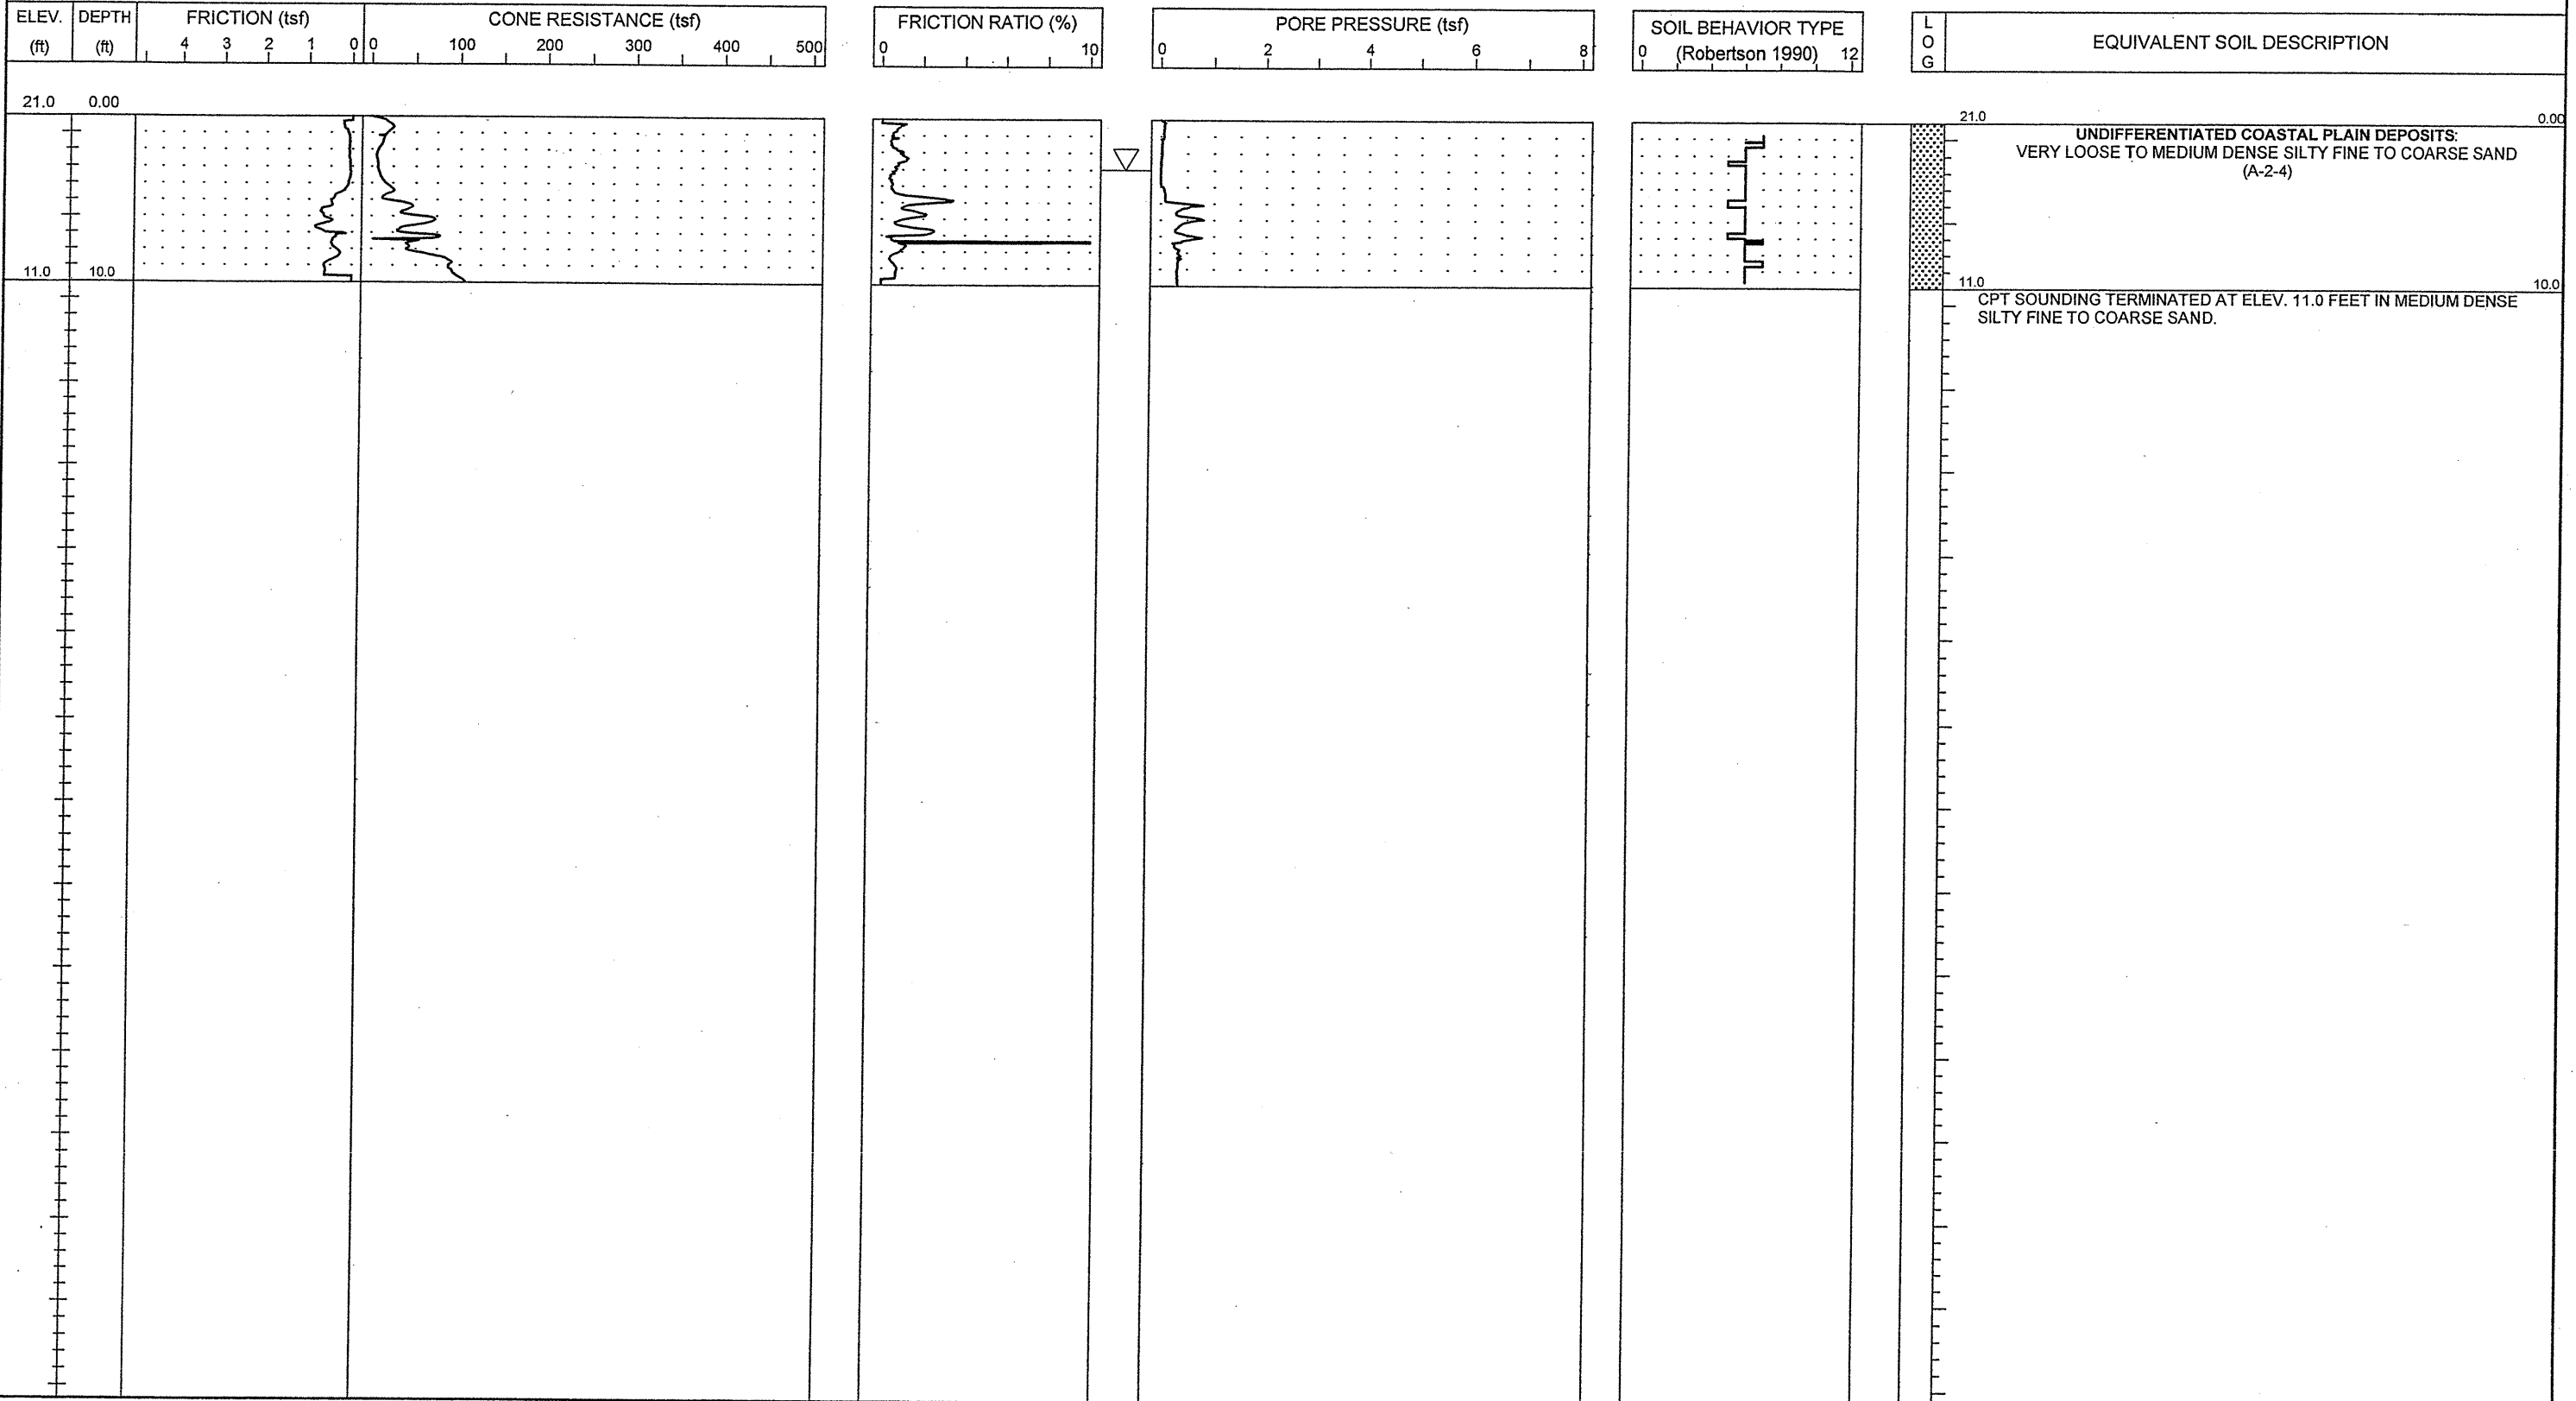 ELEV.
(ft)
DEPTH
(ft)
FRICTION (tsf)
4 3 2 1 0
CONE RESISTANCE (tsf)
0 100 200 300 400 500
FRICTION RATIO (%)
0 10
PORE PRESSURE (tsf)
0 2 4 6 8
SOIL BEHAVIOR TYPE
(Robertson 1990)
0 12
L
O
G
EQUIVALENT SOIL DESCRIPTION
21.0 0.00
21.0 0.00
UNDIFFERENTIATED COASTAL PLAIN DEPOSITS:
VERY LOOSE TO MEDIUM DENSE SILTY FINE TO COARSE SAND
(A-2-4)
11.0 10.0
11.0 10.0
CPT SOUNDING TERMINATED AT ELEV. 11.0 FEET IN MEDIUM DENSE
SILTY FINE TO COARSE SAND.